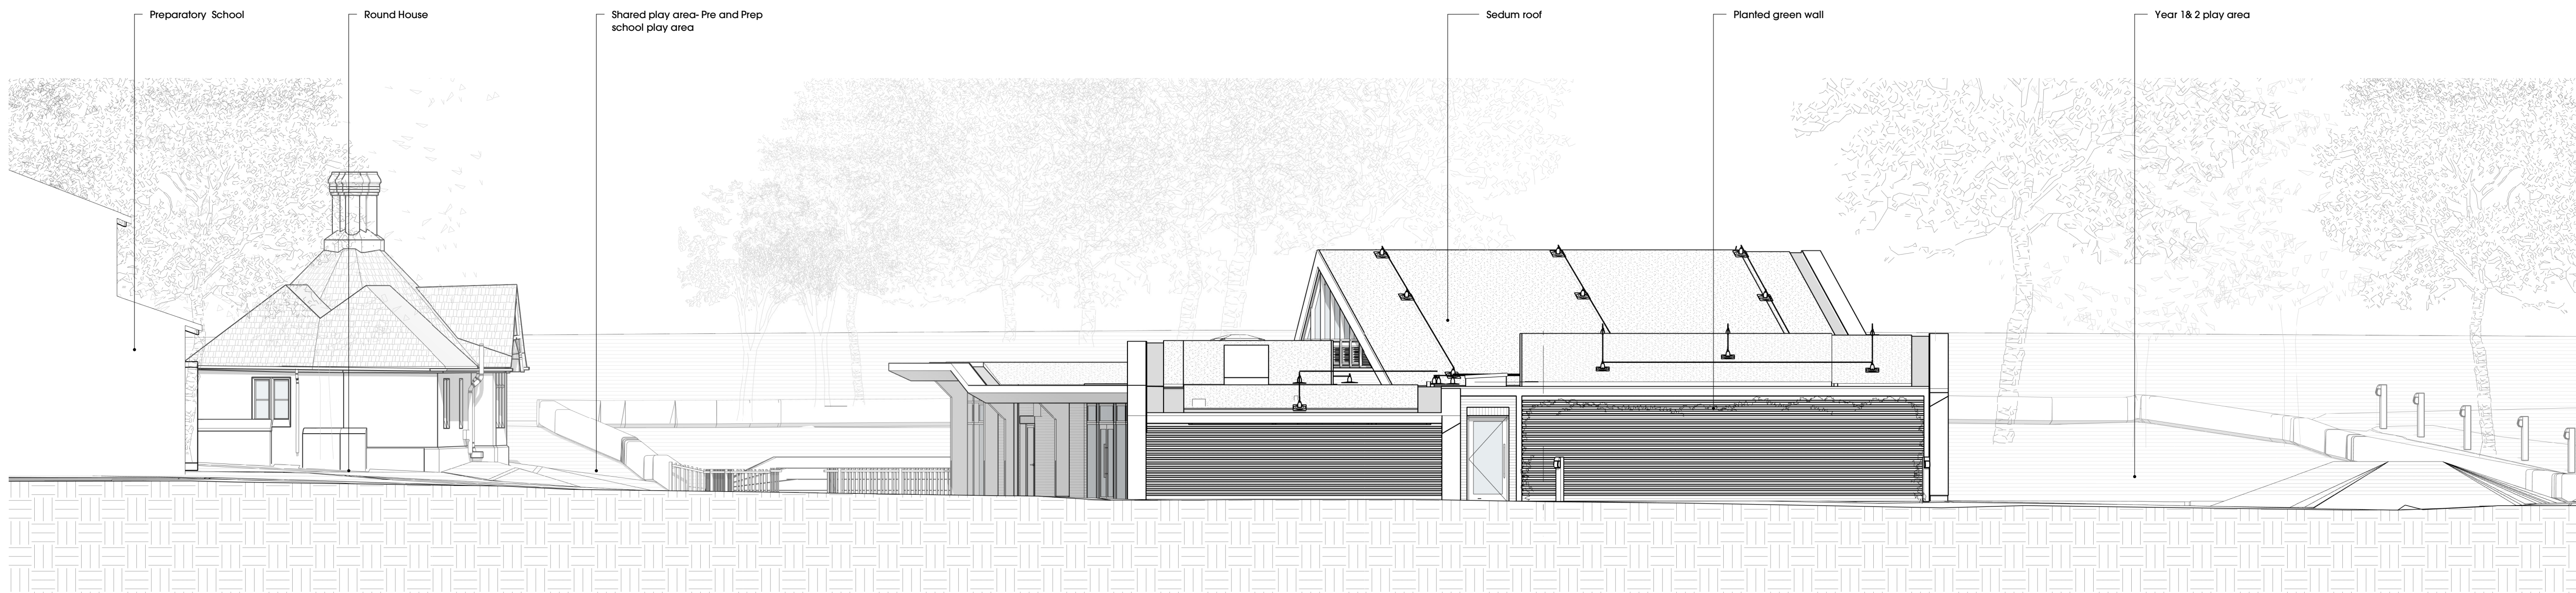 Preparatory School
Round House
Shared play area- Pre and Prep
school play area
Sedum roof
Planted green wall
Year 1& 2 play area